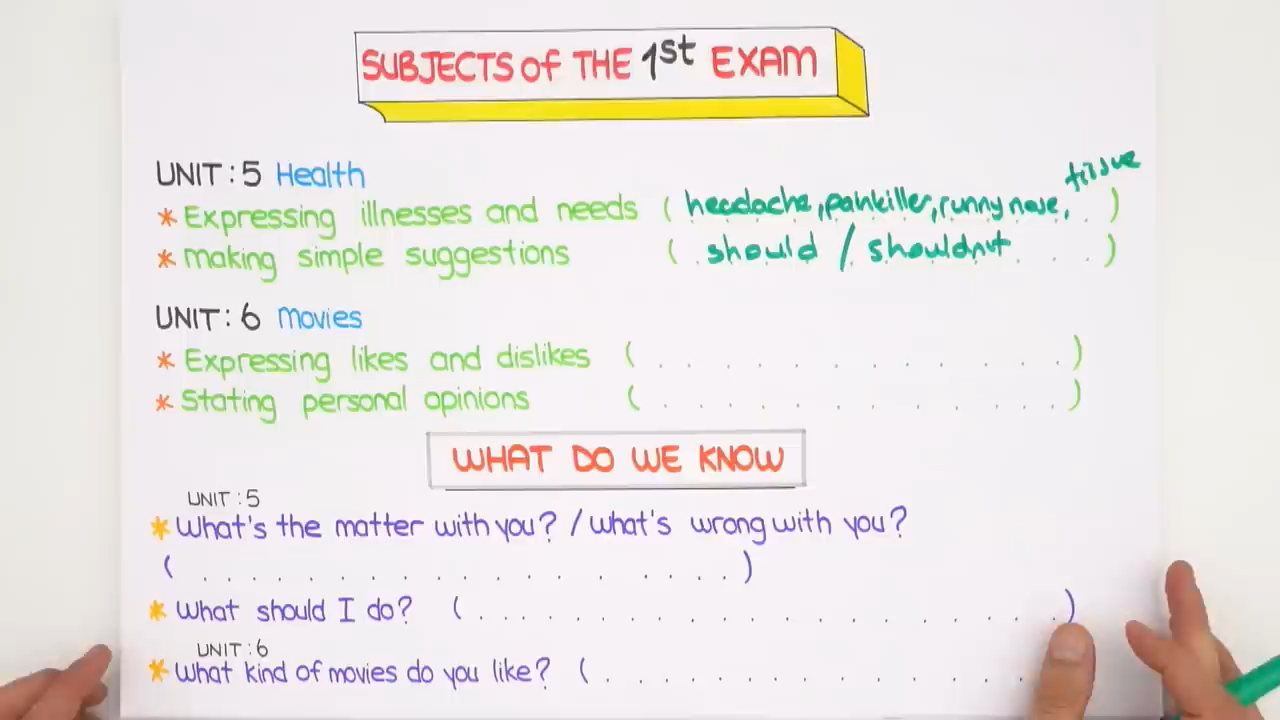 SUBJECTS of THE 1st EXAM
UNIT : 5 Health
* Expressing illnesses and needs ( headache, painkiller, runny nose, tissue )
* making simple suggestions ( should / shouldn't )
UNIT : 6 movies
* Expressing likes and dislikes ( . . . . . . . . . . . . )
* Stating personal opinions ( . . . . . . . . . . . . )
WHAT DO WE KNOW
UNIT : 5
* What's the matter with you? / what's wrong with you?
( . . . . . . . . . . . . . . . . )
* What should I do? ( . . . . . . . . . . . . . . . . )
UNIT : 6
* What kind of movies do you like? ( . . . . . . . . . . . .